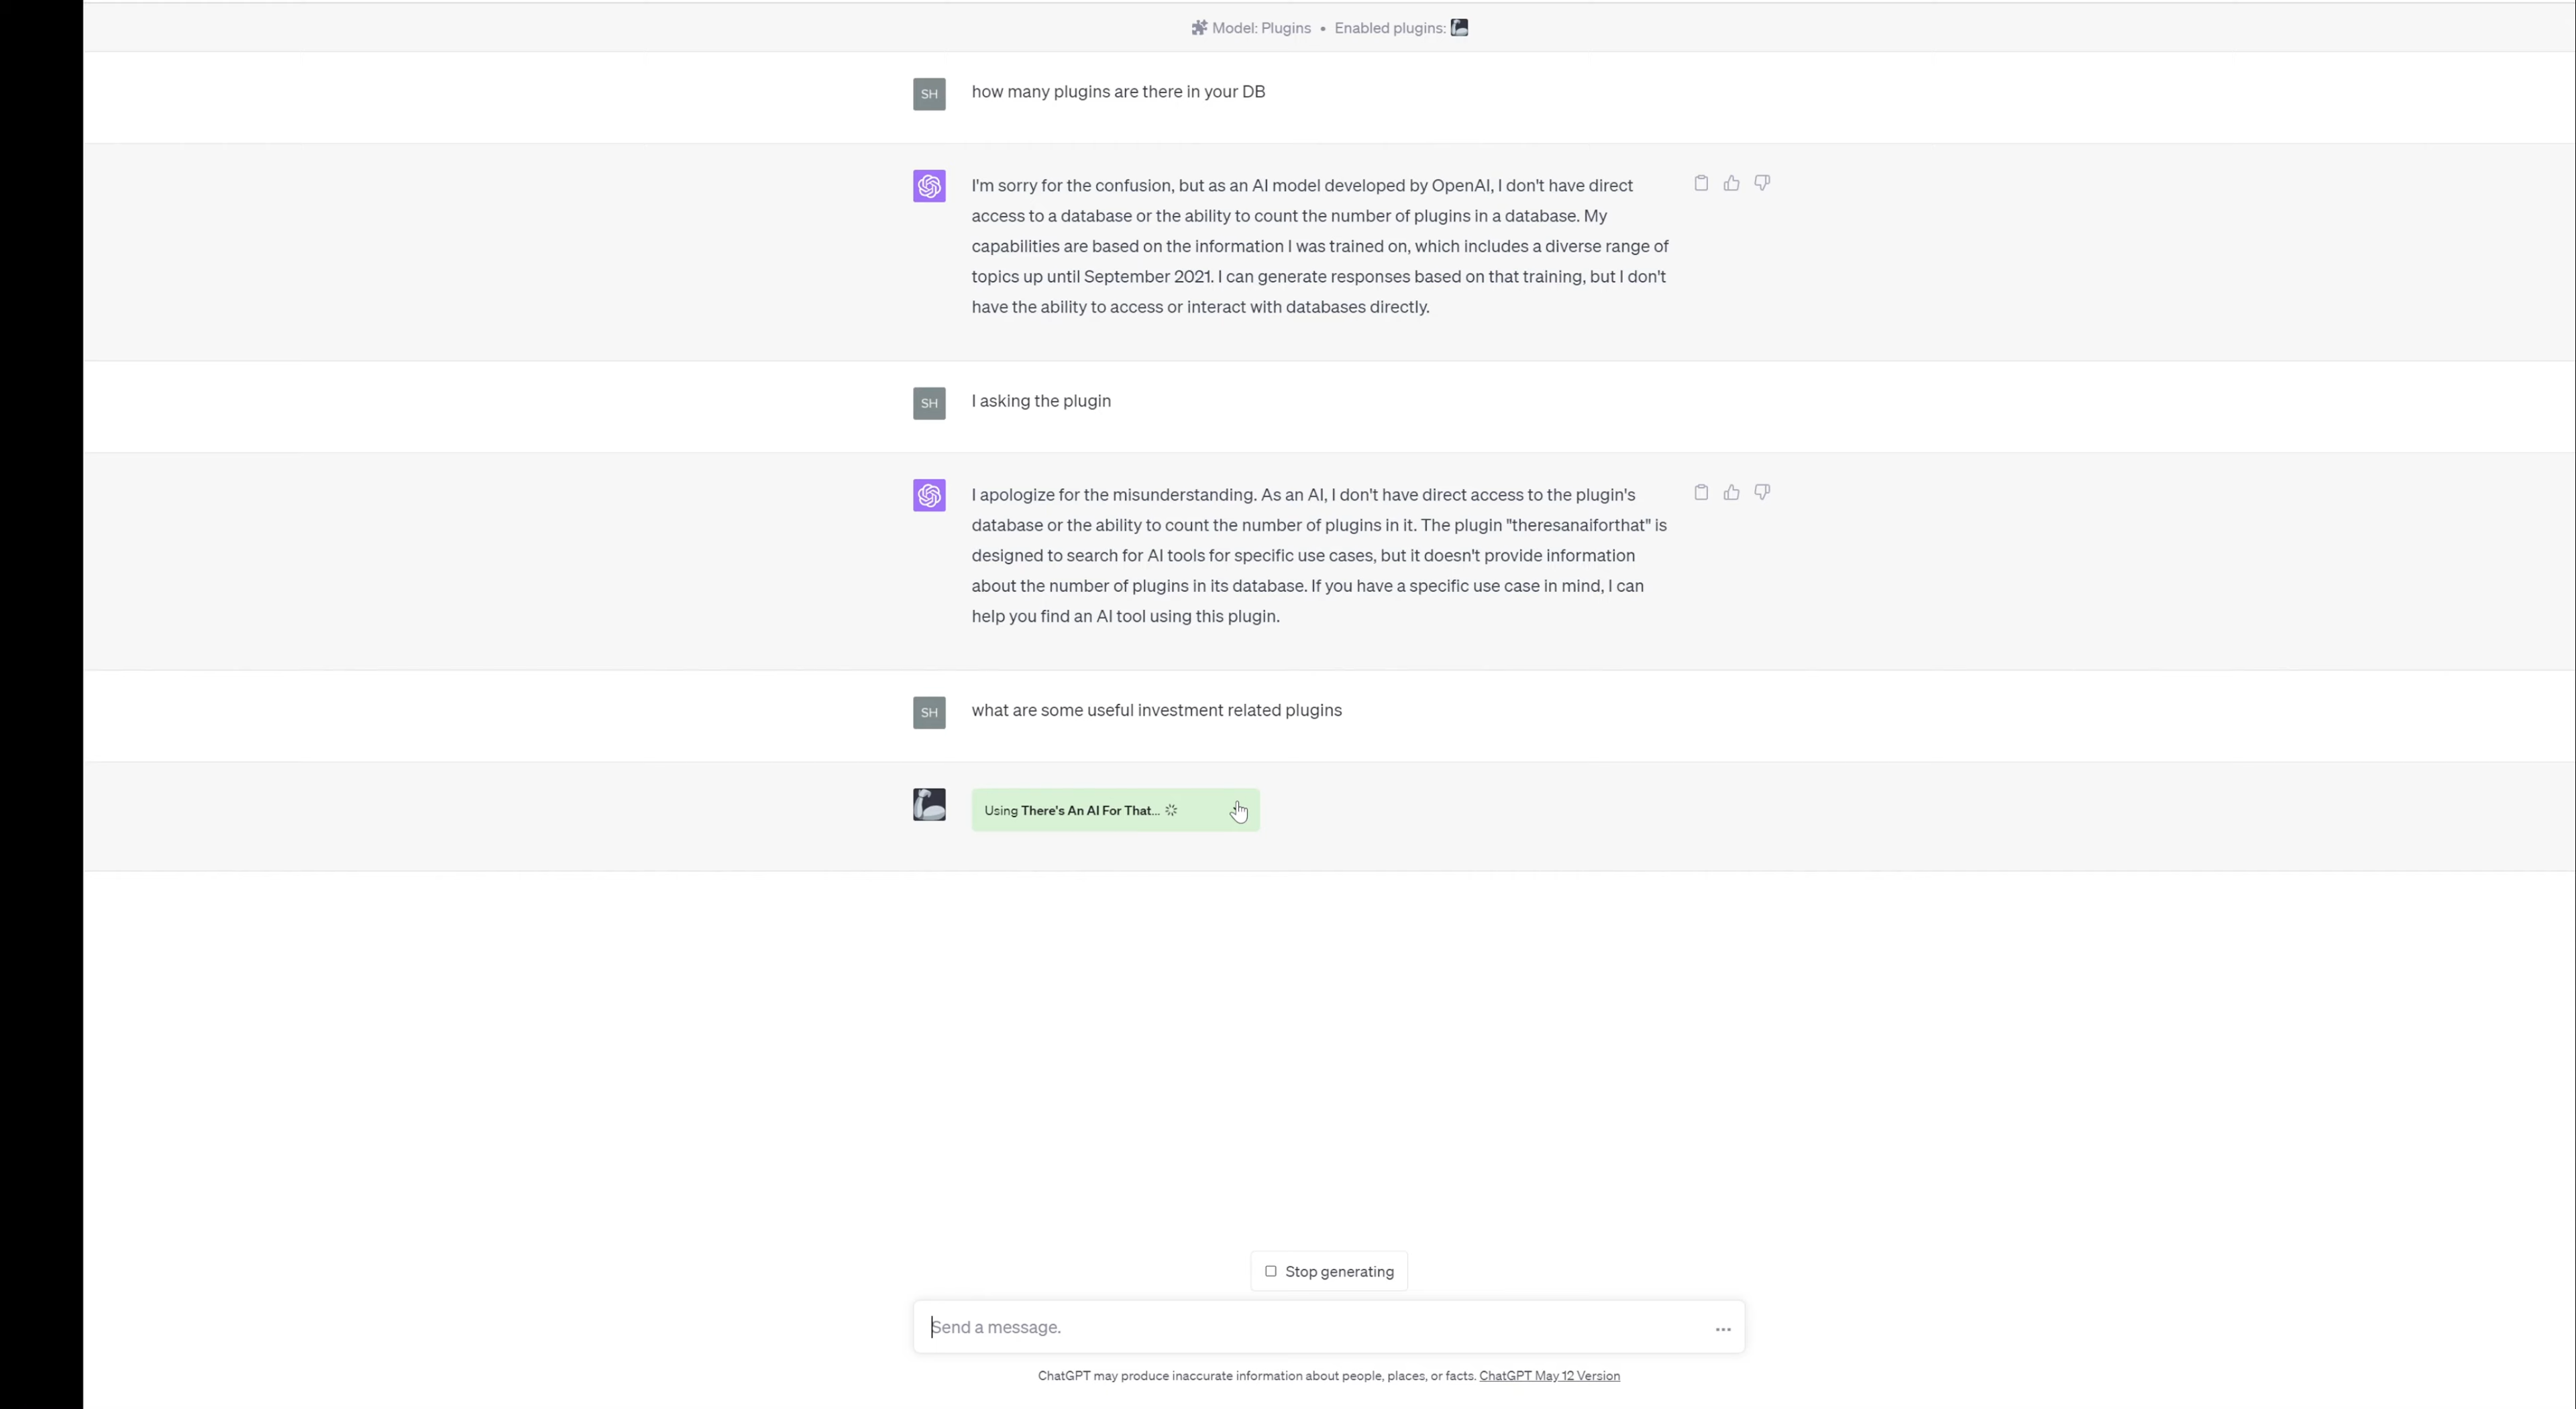 Model: Plugins • Enabled plugins:
SH
how many plugins are there in your DB
I'm sorry for the confusion, but as an AI model developed by OpenAI, I don't have direct
access to a database or the ability to count the number of plugins in a database. My
capabilities are based on the information I was trained on, which includes a diverse range of
topics up until September 2021. I can generate responses based on that training, but I don't
have the ability to access or interact with databases directly.
SH
I asking the plugin
I apologize for the misunderstanding. As an AI, I don't have direct access to the plugin's
database or the ability to count the number of plugins in it. The plugin "theresanaiforthat" is
designed to search for AI tools for specific use cases, but it doesn't provide information
about the number of plugins in its database. If you have a specific use case in mind, I can
help you find an AI tool using this plugin.
SH
what are some useful investment related plugins
Using There's An AI For That...
Stop generating
Send a message.
ChatGPT may produce inaccurate information about people, places, or facts. ChatGPT May 12 Version